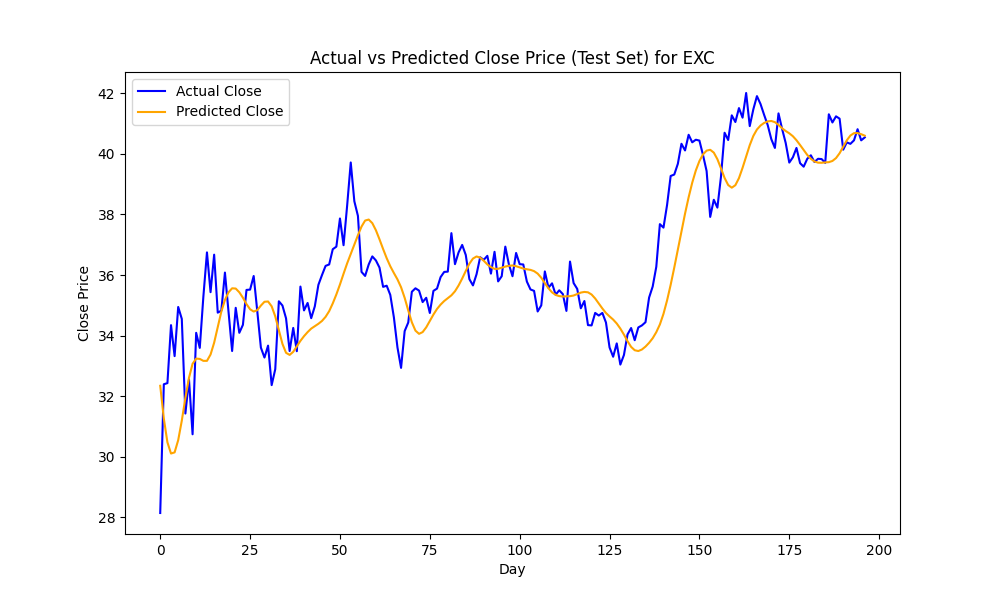 Actual vs Predicted Close Price (Test Set) for EXC
Actual Close
Predicted Close
Close Price
42
40
38
36
34
32
30
28
0 25 50 75 100 125 150 175 200
Day